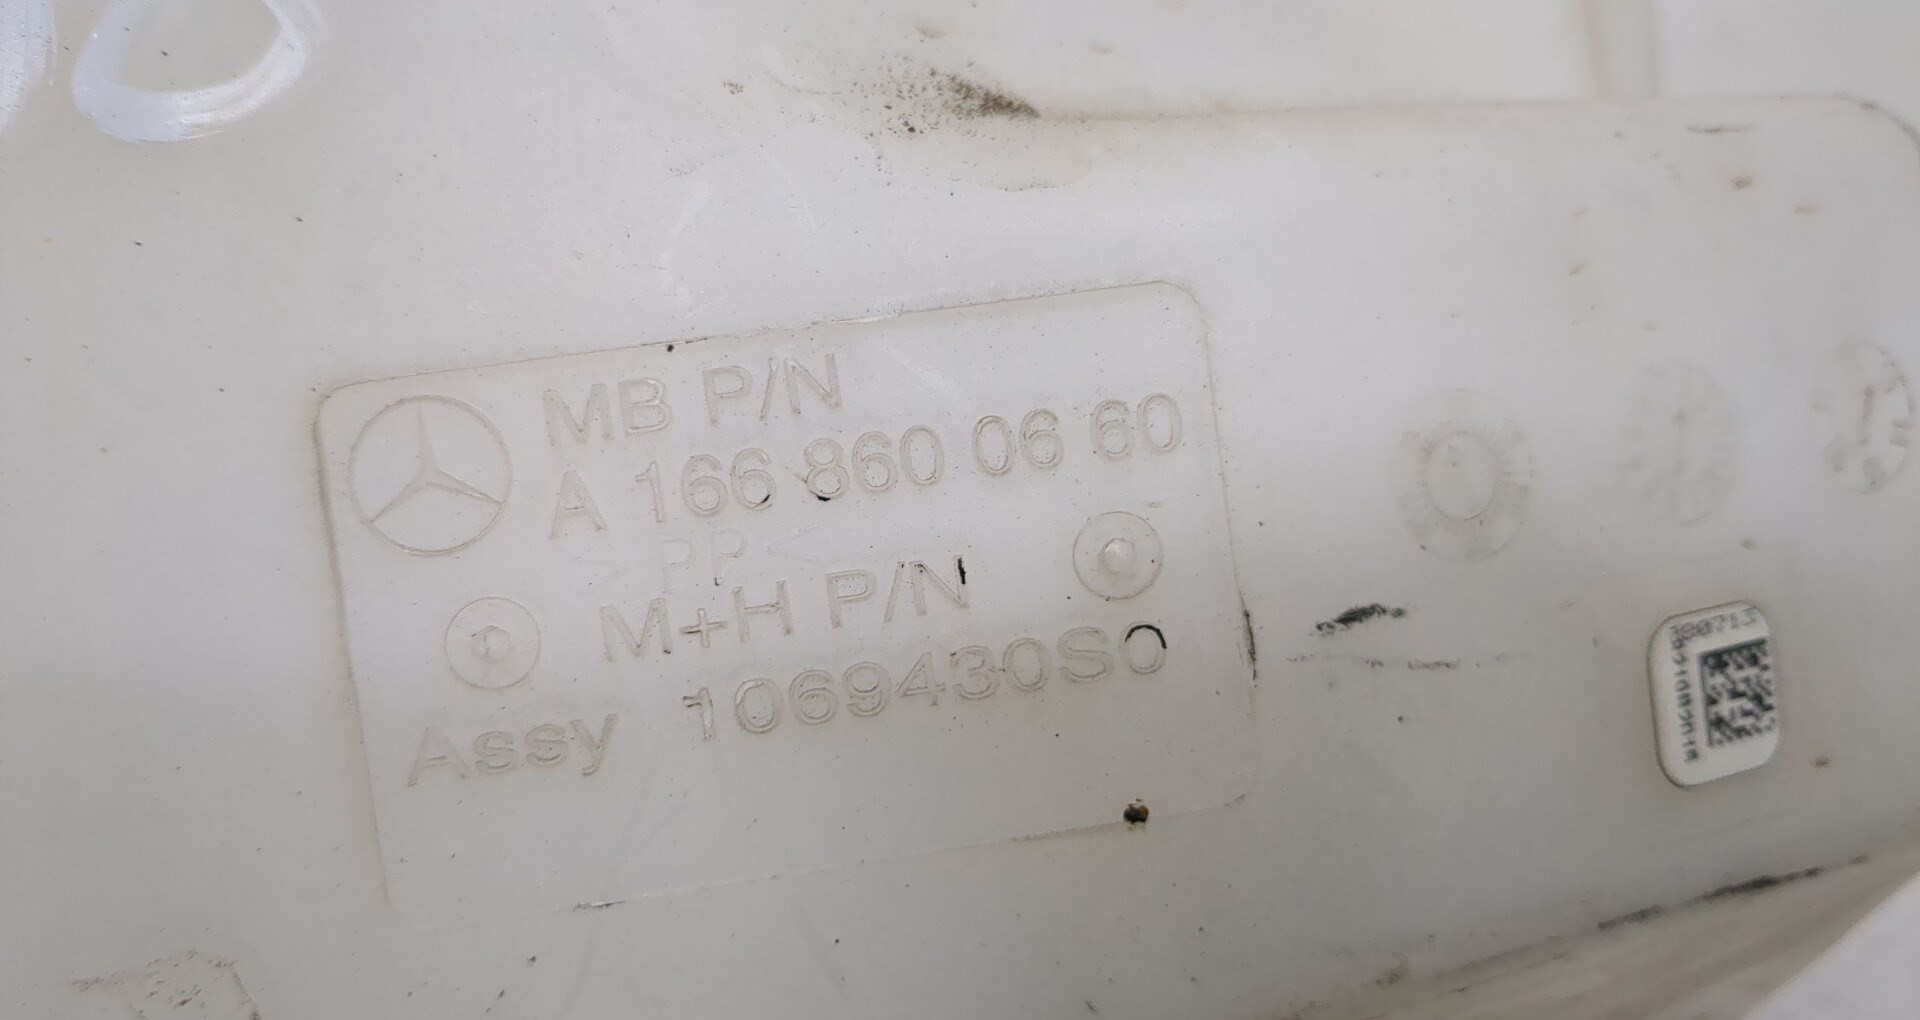 MB P/N
A 166 860 06 60
> PP <
M+H P/N
Assy 1069430S0